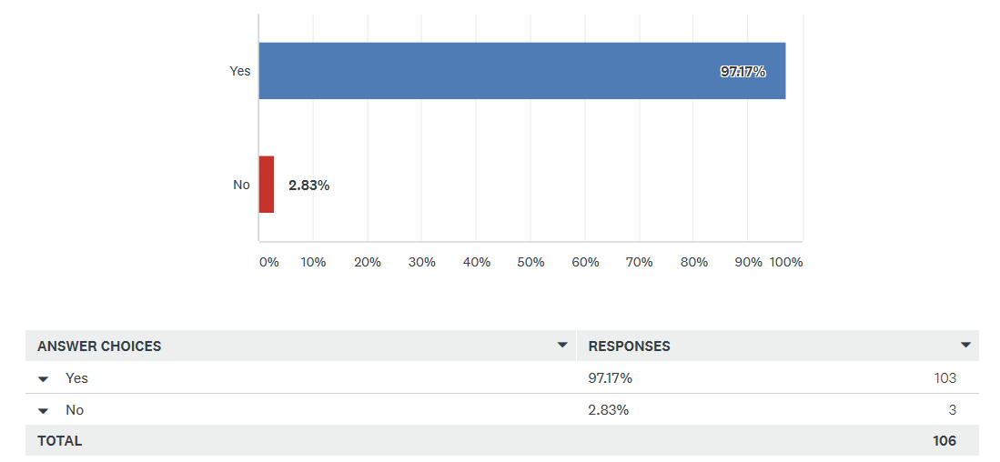 Yes 97.17%
No 2.83%
0% 10% 20% 30% 40% 50% 60% 70% 80% 90% 100%
ANSWER CHOICES RESPONSES
Yes 97.17% 103
No 2.83% 3
TOTAL 106